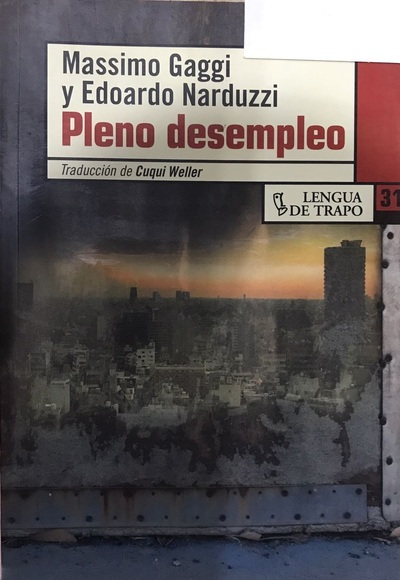 Massimo Gaggi
y Edoardo Narduzzi
Pleno desempleo
Traducción de Cuqui Weller
LENGUA
DE TRAPO
31